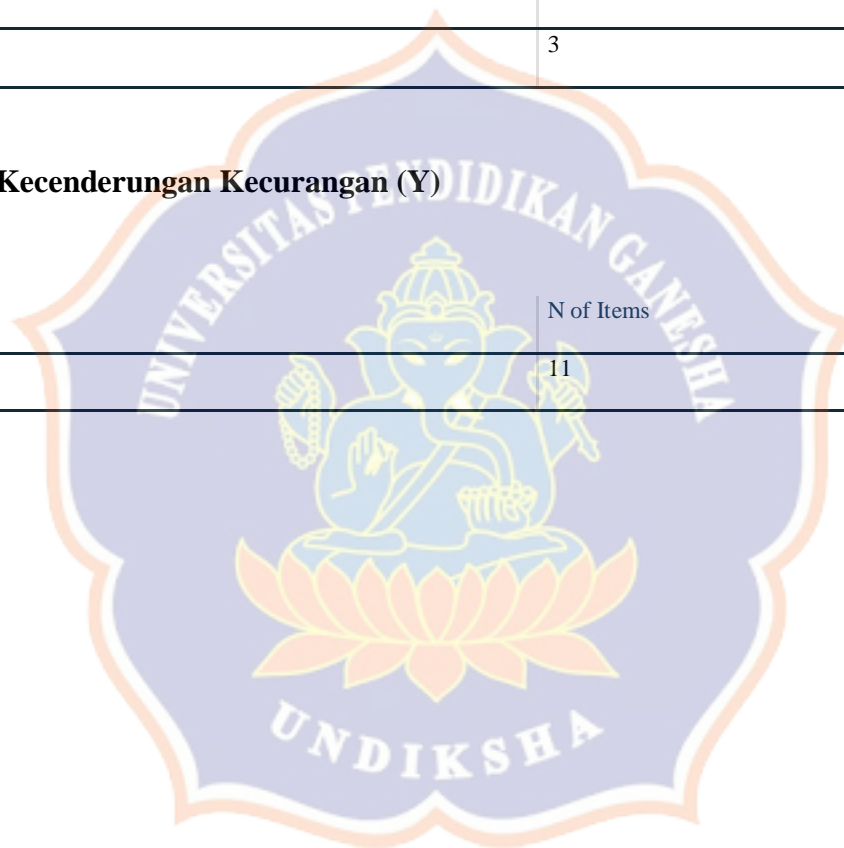 3
Kecenderungan Kecurangan (Y)
UNIVERSITAS PENDIDIKAN GANESHA
N of Items
11
UNDIKSHA